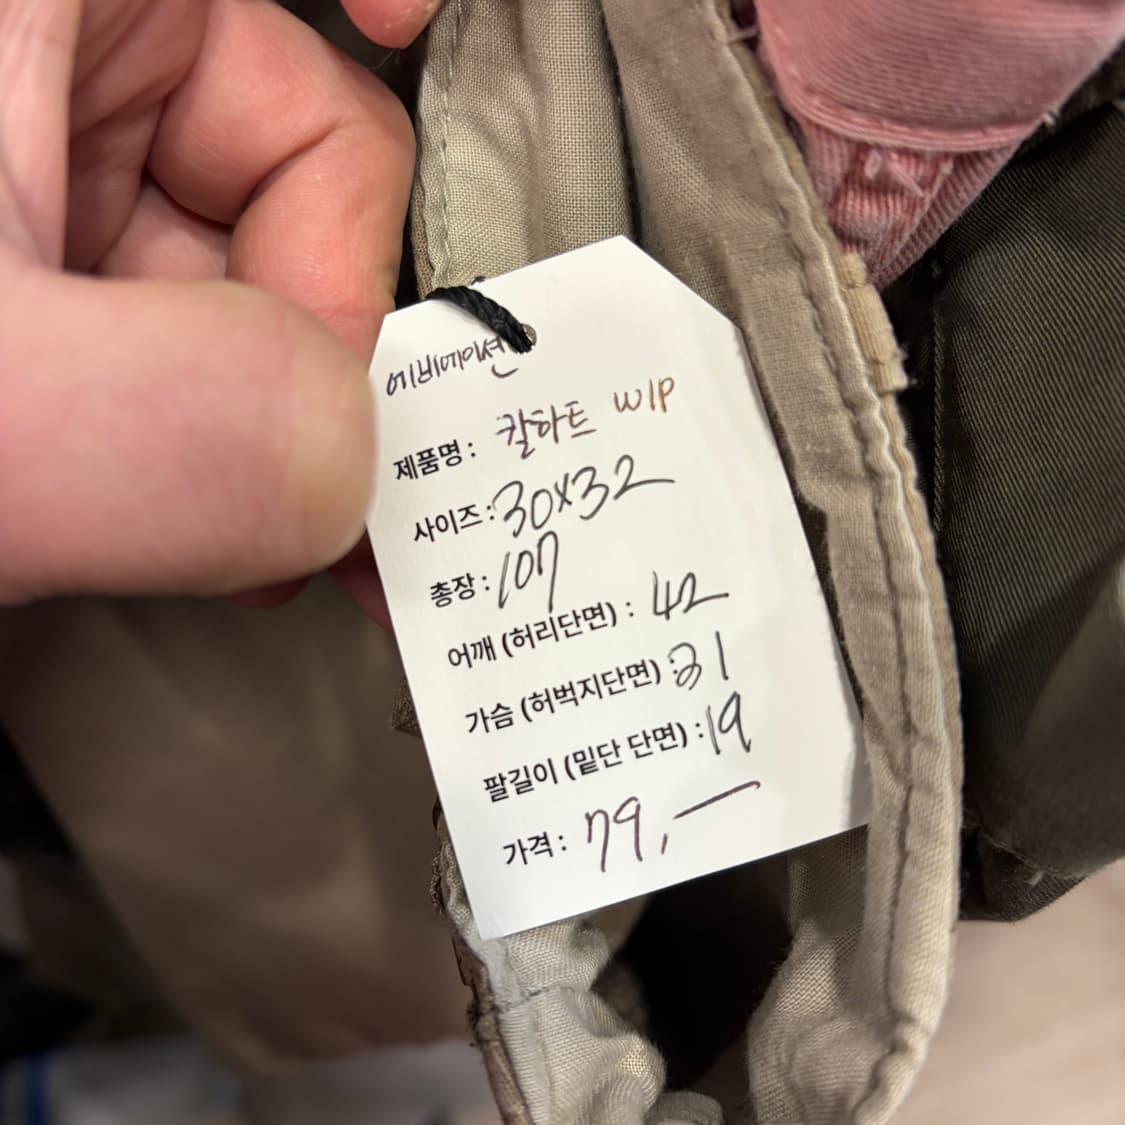 에비에이션
제품명 : 칼하트 WIP
사이즈 : 30x32
총장 : 107
어깨 (허리단면) : 42
가슴 (허벅지단면) : 31
팔길이 (밑단 단면) : 19
가격 : 79,—